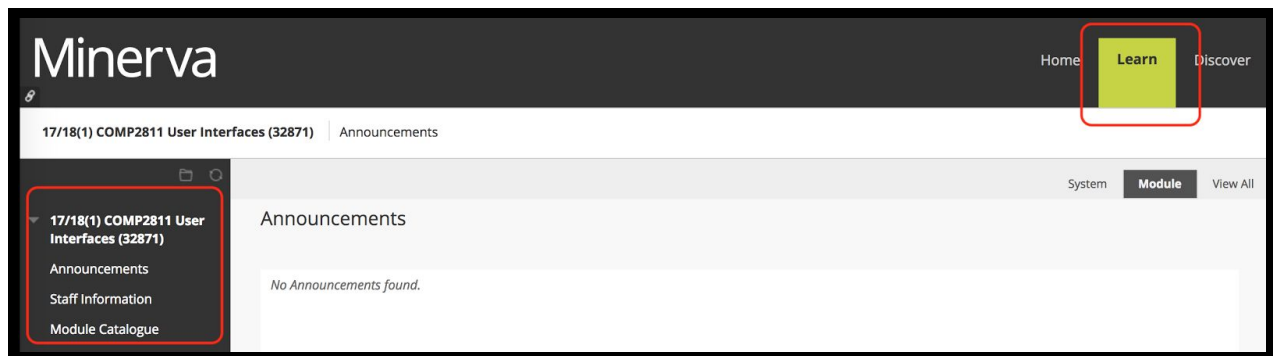 Minerva
Home Learn Discover
17/18(1) COMP2811 User Interfaces (32871) Announcements
System Module View All
17/18(1) COMP2811 User
Interfaces (32871)
Announcements
Staff Information
Module Catalogue
Announcements
No Announcements found.